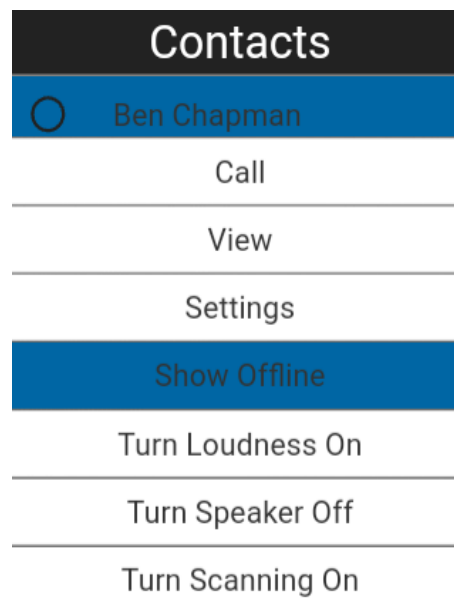 Contacts
Ben Chapman
Call
View
Settings
Show Offline
Turn Loudness On
Turn Speaker Off
Turn Scanning On